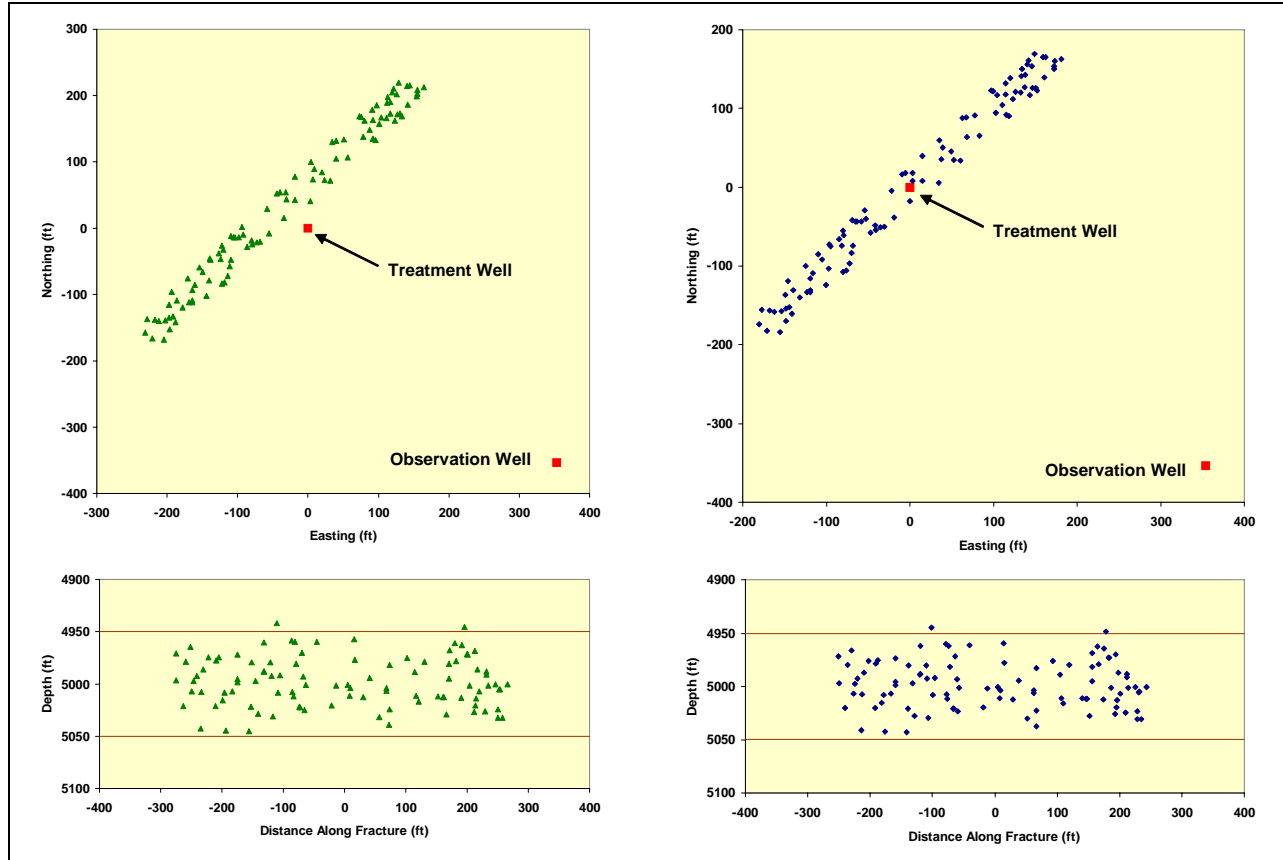 300
200
100
0
-100
-200
-300
-400
Northing (ft)
-300 -200 -100 0 100 200 300 400
Easting (ft)
Treatment Well
Observation Well
200
100
0
-100
-200
-300
-400
Northing (ft)
-200 -100 0 100 200 300 400
Easting (ft)
Treatment Well
Observation Well
4900
4950
5000
5050
5100
Depth (ft)
-400 -300 -200 -100 0 100 200 300 400
Distance Along Fracture (ft)
4900
4950
5000
5050
5100
Depth (ft)
-400 -300 -200 -100 0 100 200 300 400
Distance Along Fracture (ft)